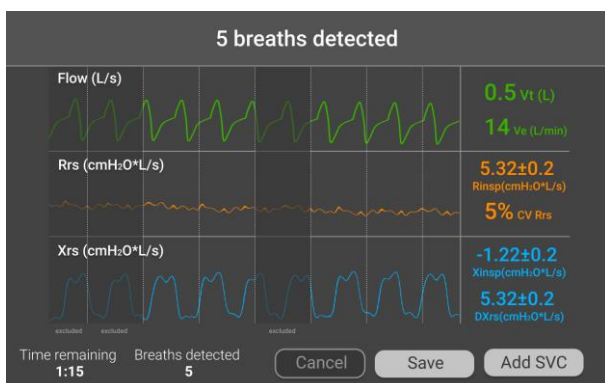 5 breaths detected
Flow (L/s)
0.5 Vt (L)
14 Ve (L/min)
Rrs (cmH₂O*L/s)
5.32±0.2
Rinsp(cmH₂O*L/s)
5% CV Rrs
Xrs (cmH₂O*L/s)
-1.22±0.2
Xinsp(cmH₂O*L/s)
5.32±0.2
DXrs(cmH₂O*L/s)
excluded excluded excluded
Time remaining Breaths detected
1:15 5
Cancel Save Add SVC